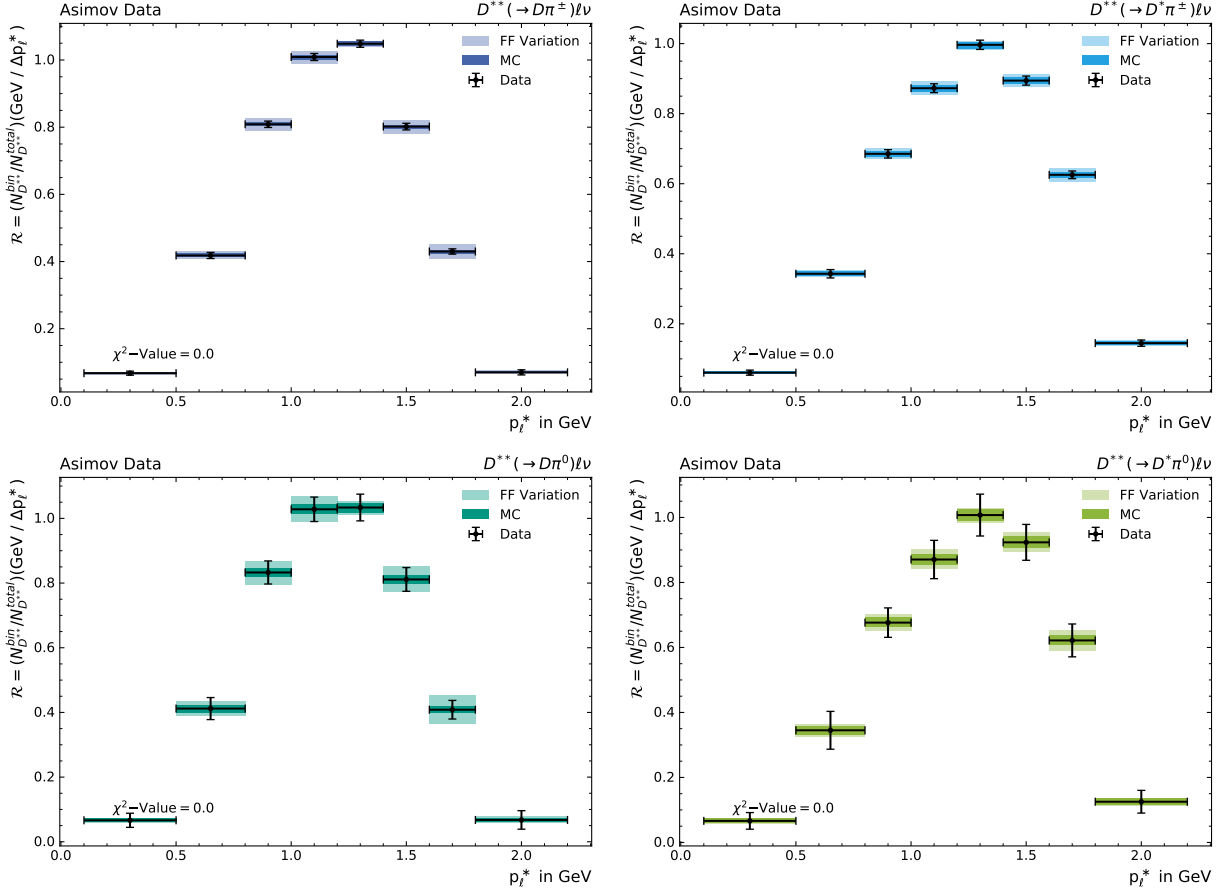 Asimov Data
D**(→Dπ±)ℓν
FF Variation
MC
Data
χ²−Value = 0.0
R = (N_{D**}^{bin}/N_{D**}^{total})(GeV / Δp_ℓ*)
1.0
0.8
0.6
0.4
0.2
0.0 0.5 1.0 1.5 2.0
p_ℓ* in GeV
Asimov Data
D**(→D*π±)ℓν
FF Variation
MC
Data
χ²−Value = 0.0
R = (N_{D**}^{bin}/N_{D**}^{total})(GeV / Δp_ℓ*)
1.0
0.8
0.6
0.4
0.2
0.0 0.5 1.0 1.5 2.0
p_ℓ* in GeV
Asimov Data
D**(→Dπ⁰)ℓν
FF Variation
MC
Data
χ²−Value = 0.0
R = (N_{D**}^{bin}/N_{D**}^{total})(GeV / Δp_ℓ*)
1.0
0.8
0.6
0.4
0.2
0.0
0.0 0.5 1.0 1.5 2.0
p_ℓ* in GeV
Asimov Data
D**(→D*π⁰)ℓν
FF Variation
MC
Data
χ²−Value = 0.0
R = (N_{D**}^{bin}/N_{D**}^{total})(GeV / Δp_ℓ*)
1.0
0.8
0.6
0.4
0.2
0.0
0.0 0.5 1.0 1.5 2.0
p_ℓ* in GeV